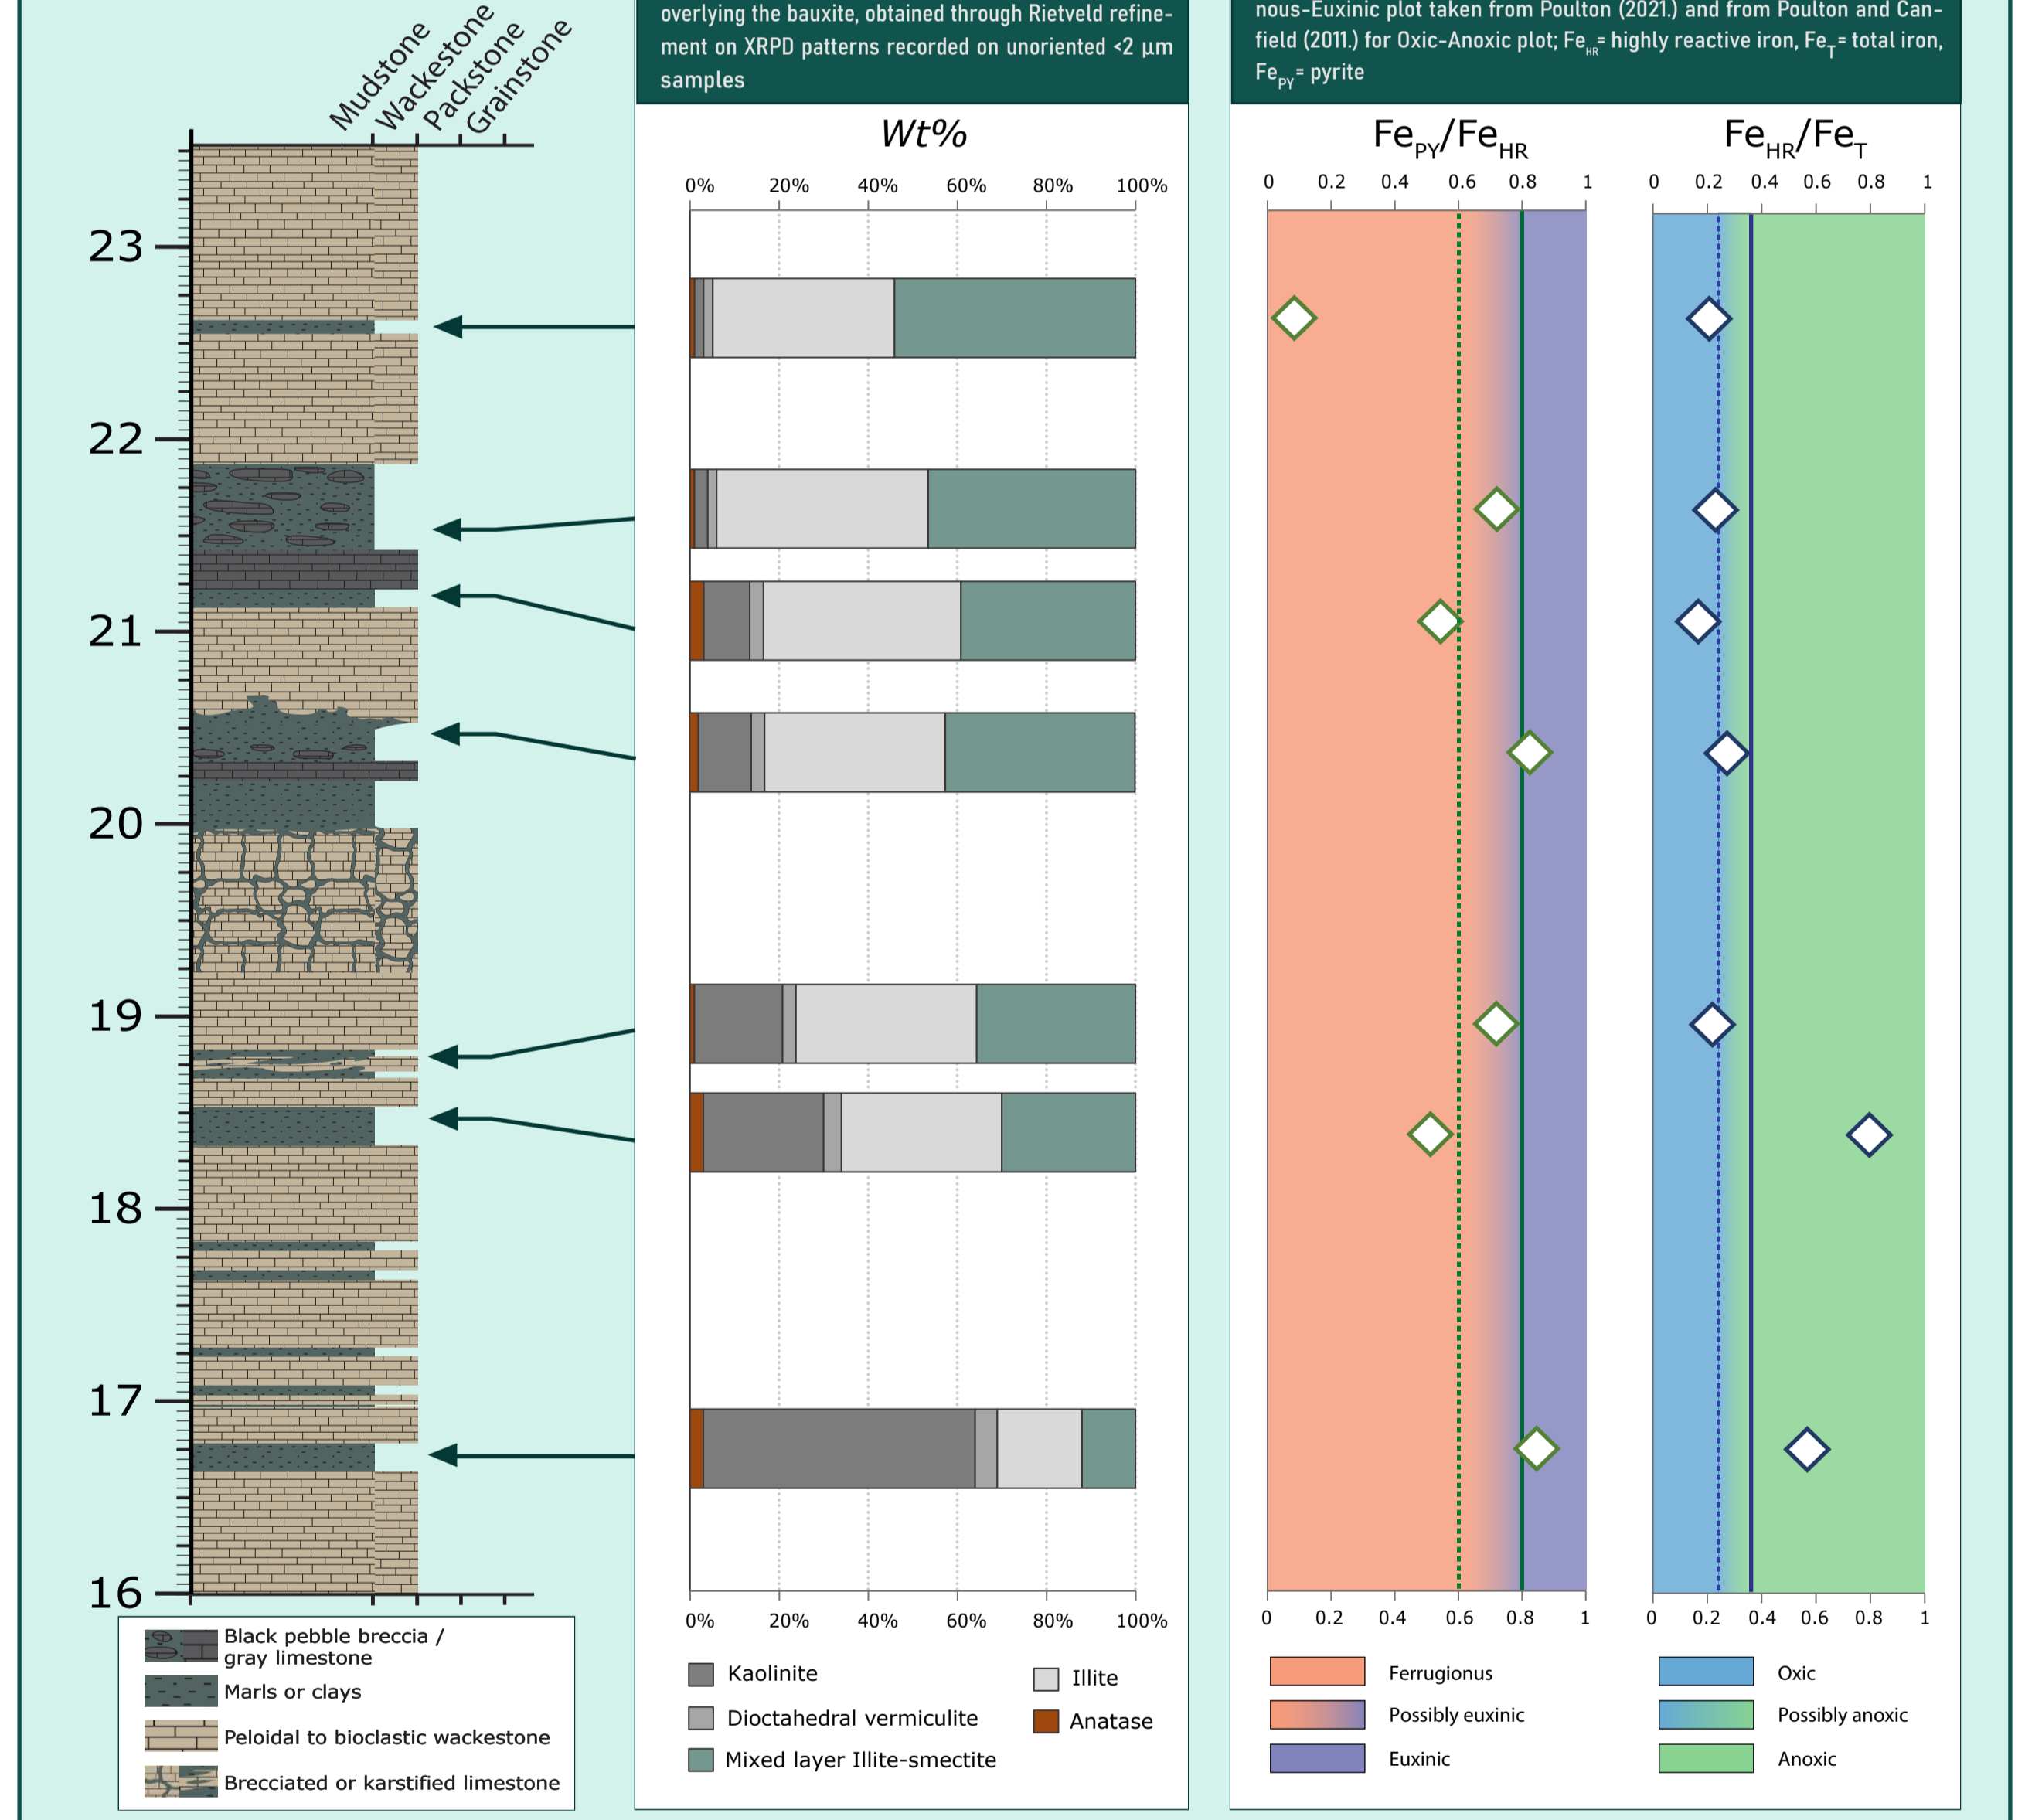 overlying the bauxite, obtained through Rietveld refine-
ment on XRPD patterns recorded on unoriented <2 µm
samples
nous-Euxinic plot taken from Poulton (2021.) and from Poulton and Can-
field (2011.) for Oxic-Anoxic plot; FeHR= highly reactive iron, FeT= total iron,
FePY= pyrite
Mudstone
Wackestone
Packstone
Grainstone
23
22
21
20
19
18
17
16
Black pebble breccia /
gray limestone
Marls or clays
Peloidal to bioclastic wackestone
Brecciated or karstified limestone
Wt%
0% 20% 40% 60% 80% 100%
0% 20% 40% 60% 80% 100%
Kaolinite
Illite
Dioctahedral vermiculite
Anatase
Mixed layer Illite-smectite
FePY/FeHR
0 0.2 0.4 0.6 0.8 1
0 0.2 0.4 0.6 0.8 1
Ferrugionus
Possibly euxinic
Euxinic
FeHR/FeT
0 0.2 0.4 0.6 0.8 1
0 0.2 0.4 0.6 0.8 1
Oxic
Possibly anoxic
Anoxic